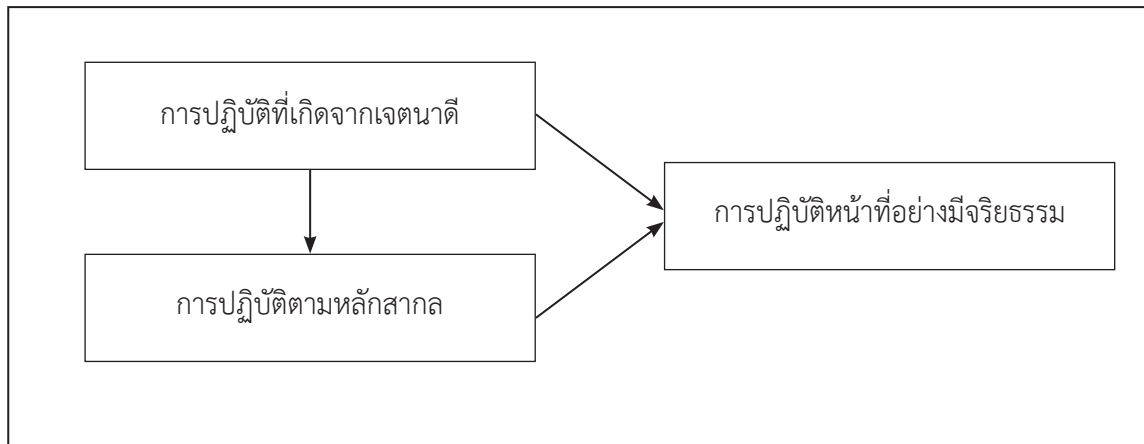 การปฏิบัติที่เกิดจากเจตนาดี
การปฏิบัติหน้าที่อย่างมีจริยธรรม
การปฏิบัติตามหลักสากล